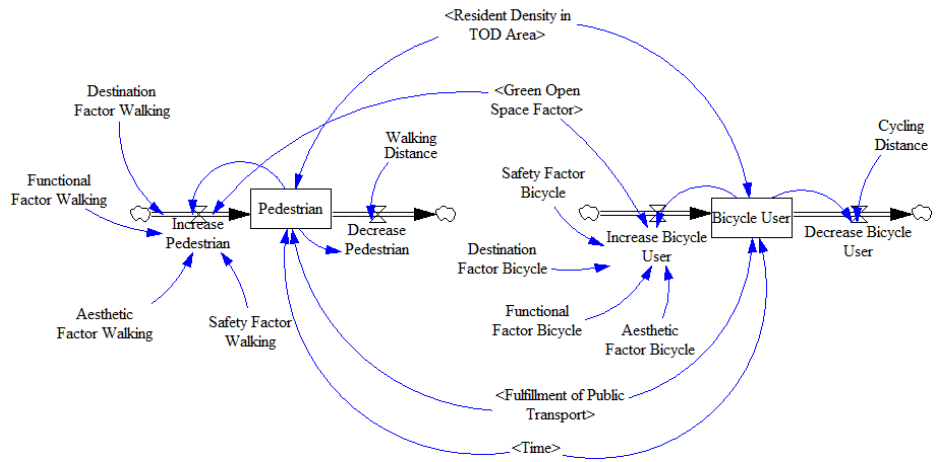 <Resident Density in
TOD Area>
Destination
Factor Walking
<Green Open
Space Factor>
Walking
Distance
Cycling
Distance
Functional
Factor Walking
Safety Factor
Bicycle
Pedestrian
Bicycle User
Increase
Pedestrian
Decrease
Pedestrian
Increase Bicycle
User
Decrease Bicycle
User
Destination
Factor Bicycle
Aesthetic
Factor Walking
Safety Factor
Walking
Functional
Factor Bicycle
Aesthetic
Factor Bicycle
<Fulfillment of Public
Transport>
<Time>